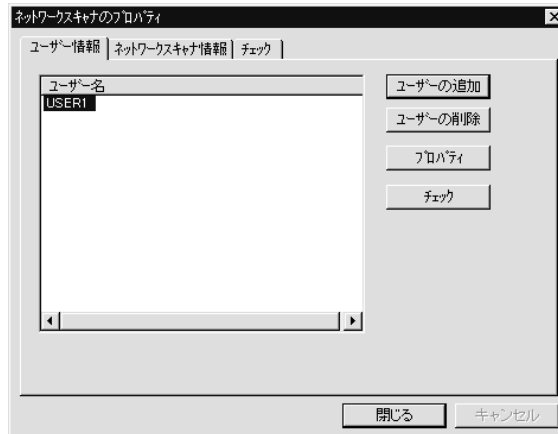 ネットワークスキャナのプロパティ
ユーザー情報 ネットワークスキャナ情報 チェック
ユーザー名
USER1
ユーザーの追加
ユーザーの削除
プロパティ
チェック
閉じる キャンセル